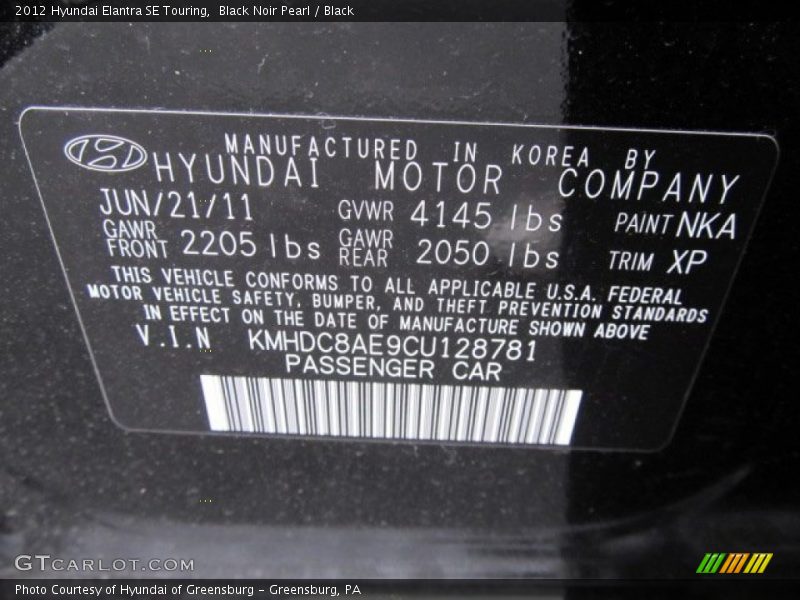 2012 Hyundai Elantra SE Touring,  Black Noir Pearl / Black
MANUFACTURED IN KOREA BY
HYUNDAI MOTOR COMPANY
JUN/21/11 GVWR 4145 lbs PAINT NKA
GAWR FRONT 2205 lbs GAWR REAR 2050 lbs TRIM XP
THIS VEHICLE CONFORMS TO ALL APPLICABLE U.S.A. FEDERAL
MOTOR VEHICLE SAFETY, BUMPER, AND THEFT PREVENTION STANDARDS
IN EFFECT ON THE DATE OF MANUFACTURE SHOWN ABOVE
V.I.N KMHDC8AE9CU128781
PASSENGER CAR
GTCARLOT.COM
Photo Courtesy of Hyundai of Greensburg - Greensburg, PA